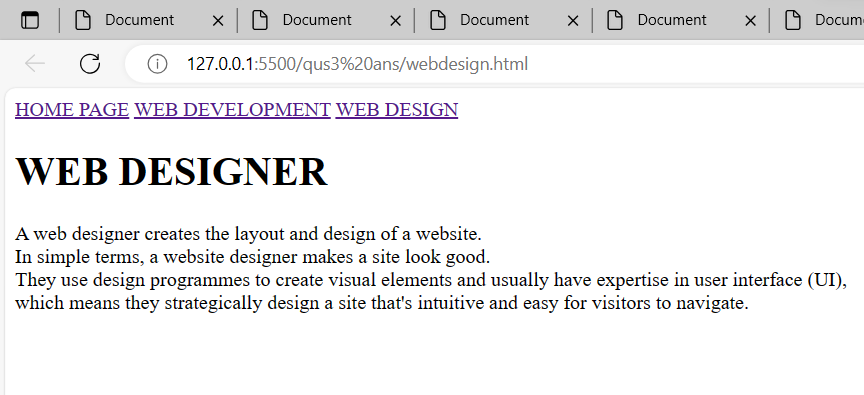 Document Document Document Document Docum
127.0.0.1:5500/qus3%20ans/webdesign.html
HOME PAGE WEB DEVELOPMENT WEB DESIGN
WEB DESIGNER
A web designer creates the layout and design of a website.
In simple terms, a website designer makes a site look good.
They use design programmes to create visual elements and usually have expertise in user interface (UI),
which means they strategically design a site that's intuitive and easy for visitors to navigate.